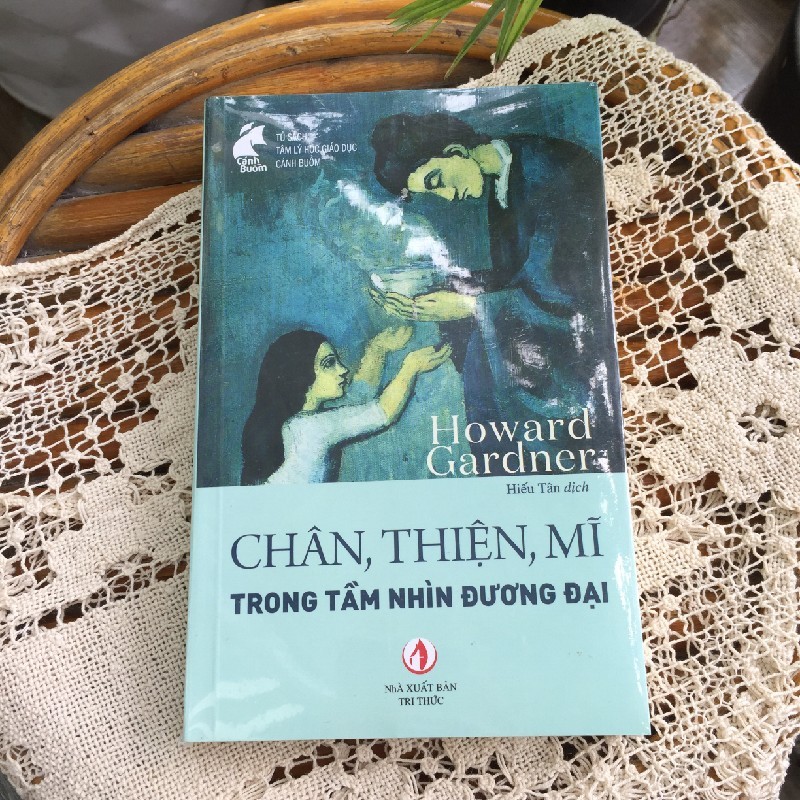 Cánh
Buồm
TỦ SÁCH
TÂM LÝ HỌC GIÁO DỤC
CÁNH BUỒM
Howard
Gardner
Hiếu Tân dịch
CHÂN, THIỆN, MĨ
TRONG TẦM NHÌN ĐƯƠNG ĐẠI
NHÀ XUẤT BẢN
TRI THỨC